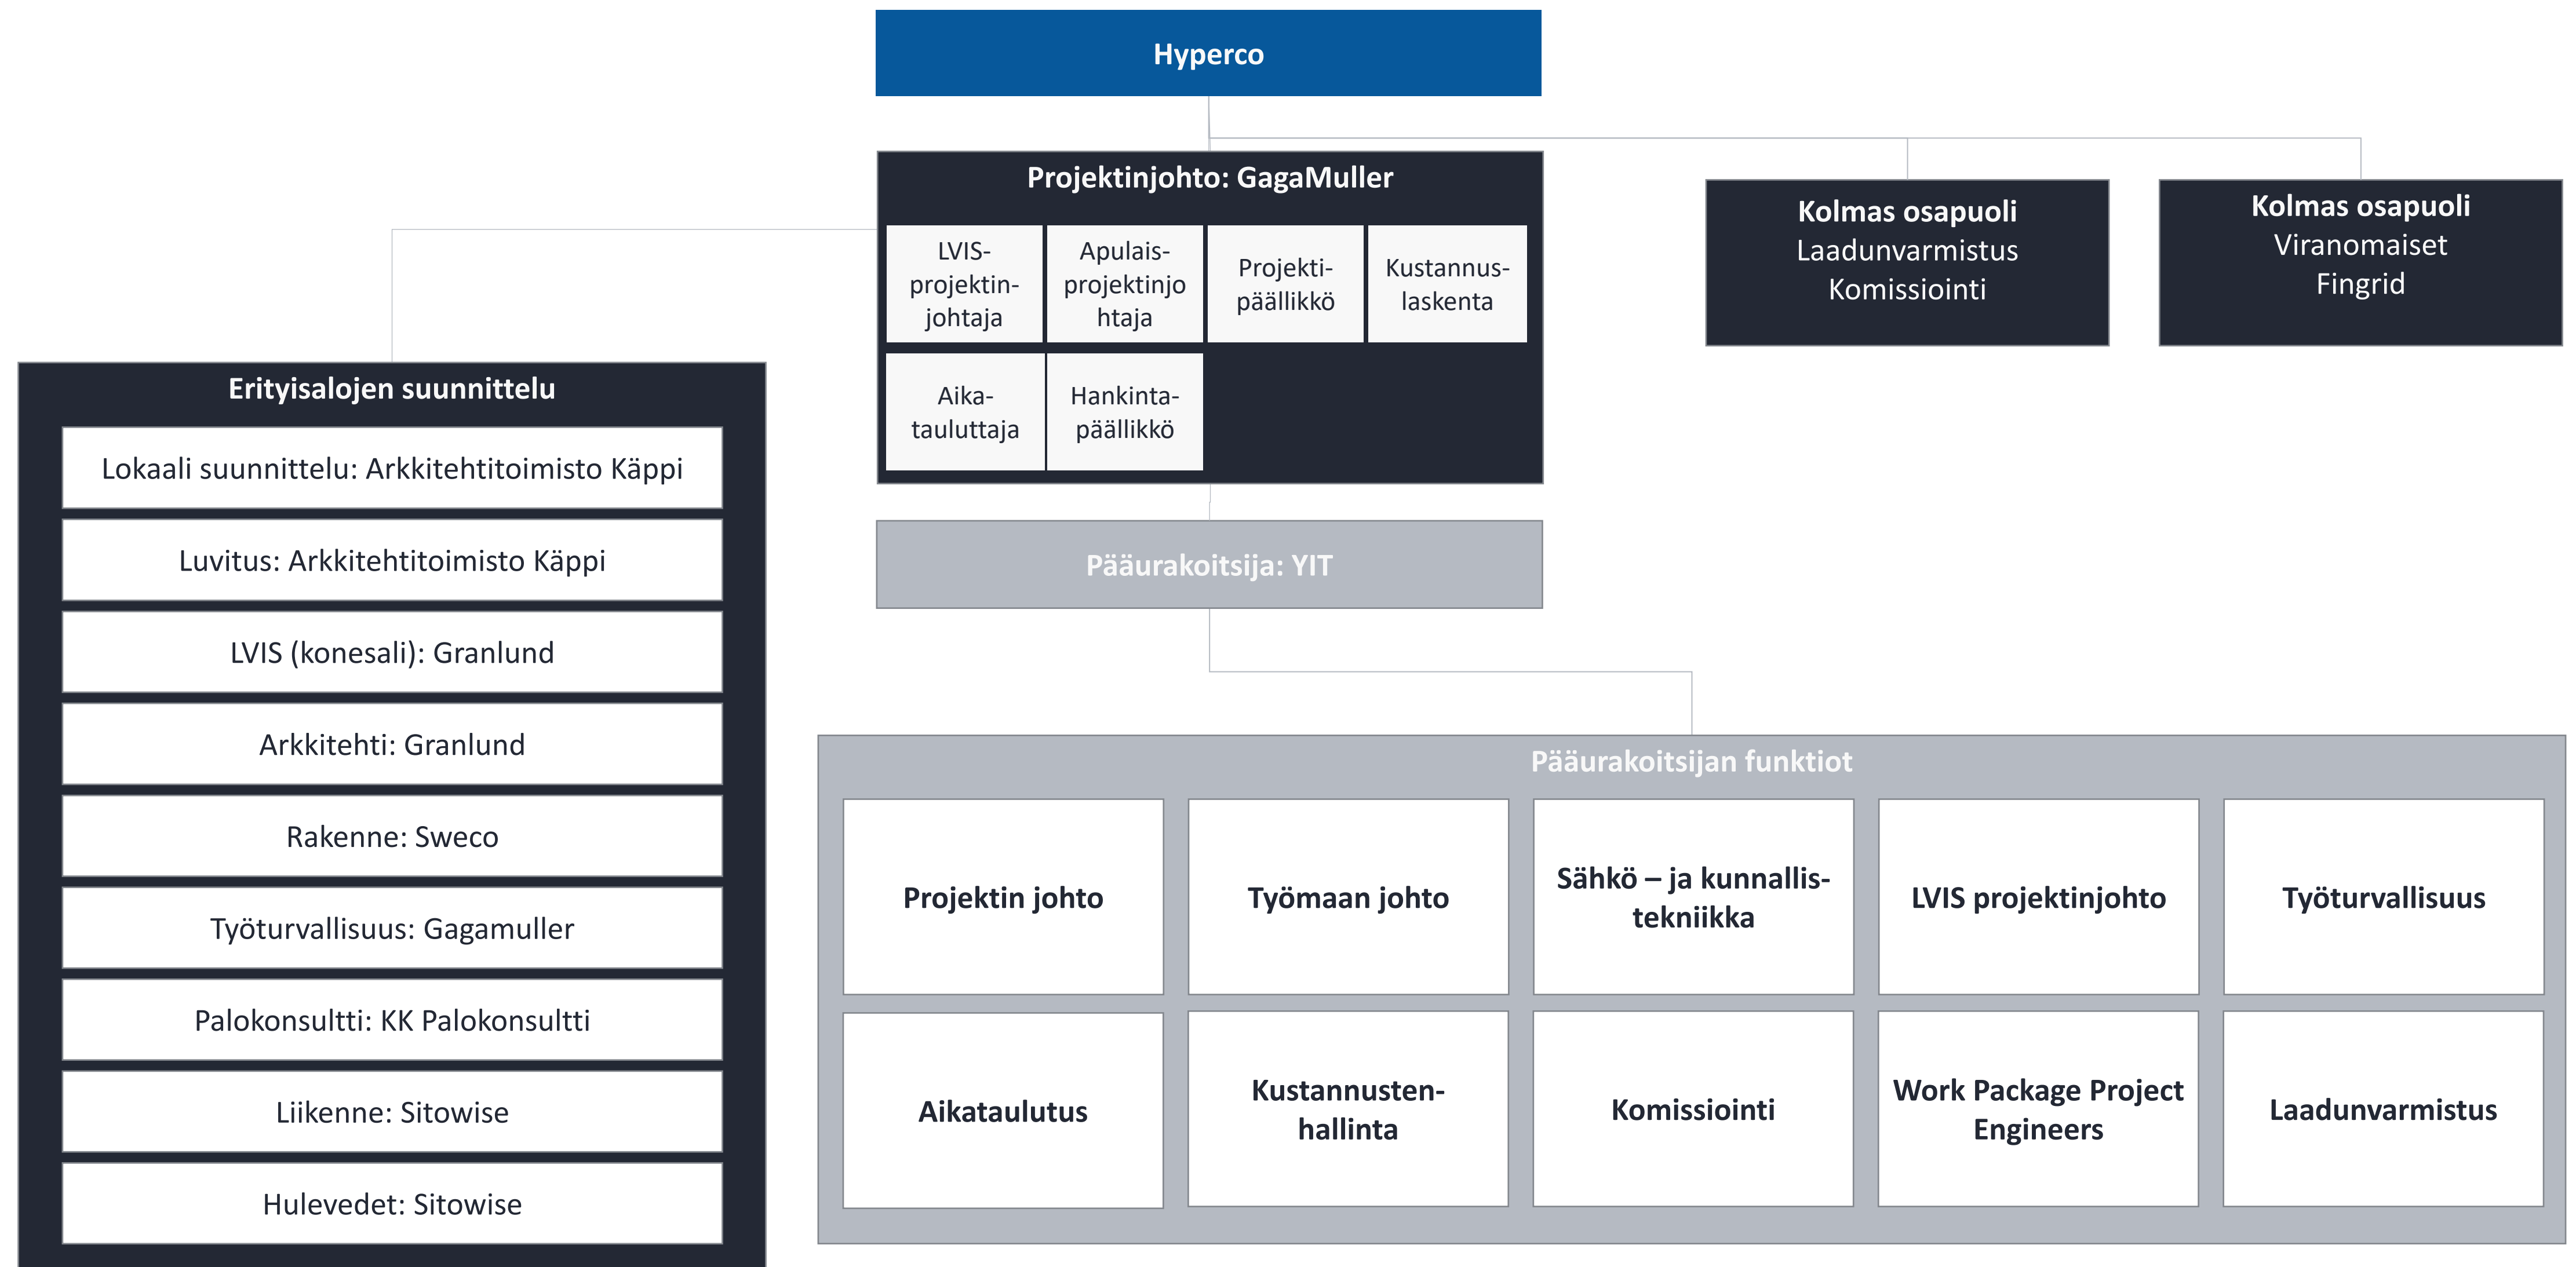 Hyperco
Projektinjohto: GagaMuller
LVIS-
projektin-
johtaja
Apulais-
projektinjo
htaja
Projekti-
päällikkö
Kustannus-
laskenta
Aika-
tauluttaja
Hankinta-
päällikkö
Kolmas osapuoli
Laadunvarmistus
Komissiointi
Kolmas osapuoli
Viranomaiset
Fingrid
Erityisalojen suunnittelu
Lokaali suunnittelu: Arkkitehtitoimisto Käppi
Luvitus: Arkkitehtitoimisto Käppi
LVIS (konesali): Granlund
Arkkitehti: Granlund
Rakenne: Sweco
Työturvallisuus: Gagamuller
Palokonsultti: KK Palokonsultti
Liikenne: Sitowise
Hulevedet: Sitowise
Pääurakoitsija: YIT
Pääurakoitsijan funktiot
Projektin johto
Työmaan johto
Sähkö – ja kunnallis-
tekniikka
LVIS projektinjohto
Työturvallisuus
Aikataulutus
Kustannusten-
hallinta
Komissiointi
Work Package Project
Engineers
Laadunvarmistus